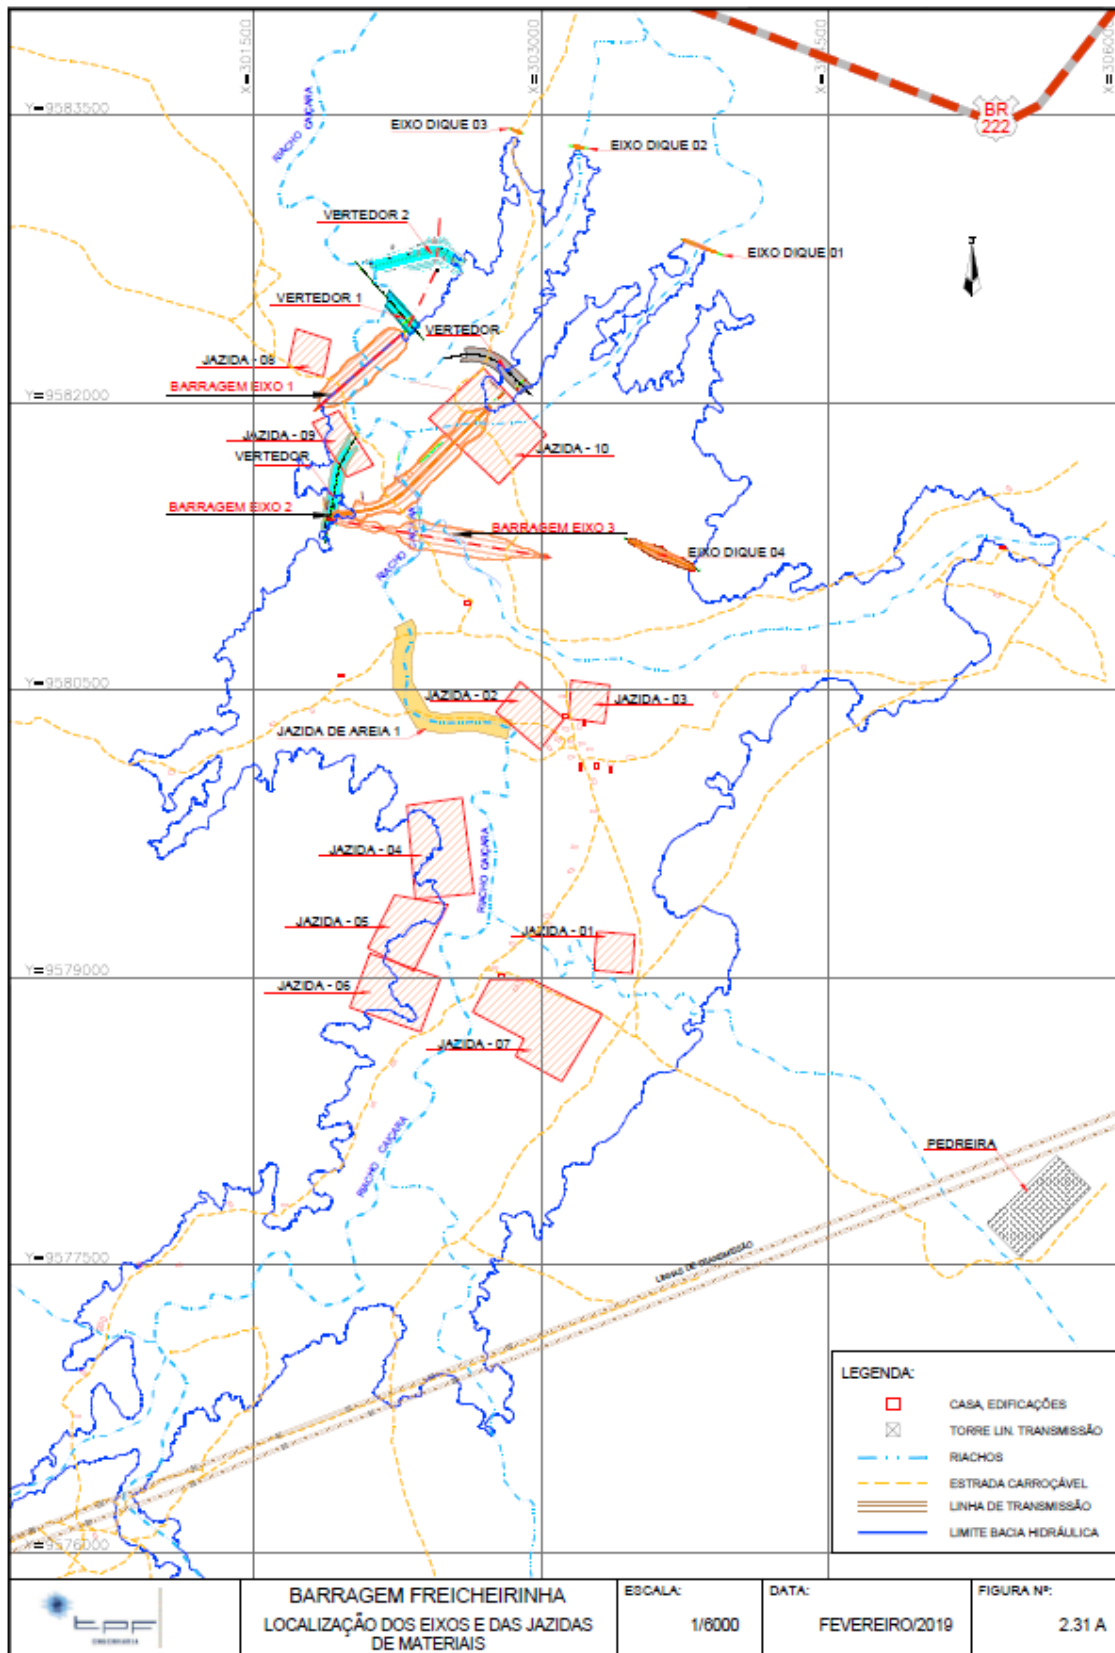 X=301500
X=303000
X=304500
X=306000
Y=9583500
BR
222
RIACHO CAIÇARA
EIXO DIQUE 03
EIXO DIQUE 02
VERTEDOR 2
EIXO DIQUE 01
VERTEDOR 1
VERTEDOR
JAZIDA - 08
BARRAGEM EIXO 1
Y=9582000
JAZIDA - 09
JAZIDA - 10
VERTEDOR
BARRAGEM EIXO 2
BARRAGEM EIXO 3
RIACHO CAIÇARA
EIXO DIQUE 04
Y=9580500
JAZIDA - 02
JAZIDA - 03
JAZIDA DE AREIA 1
JAZIDA - 04
RIACHO CAIÇARA
JAZIDA - 05
JAZIDA - 01
Y=9579000
JAZIDA - 06
JAZIDA - 07
RIACHO CAIÇARA
PEDREIRA
LINHAS DE TRANSMISSÃO
Y=9577500
Y=9576000
LEGENDA:
CASA, EDIFICAÇÕES
TORRE LIN. TRANSMISSÃO
RIACHOS
ESTRADA CARROÇÁVEL
LINHA DE TRANSMISSÃO
LIMITE BACIA HIDRÁULICA
tpf
ENGENHARIA
BARRAGEM FREICHEIRINHA
LOCALIZAÇÃO DOS EIXOS E DAS JAZIDAS
DE MATERIAIS
ESCALA:
1/6000
DATA:
FEVEREIRO/2019
FIGURA Nº:
2.31 A